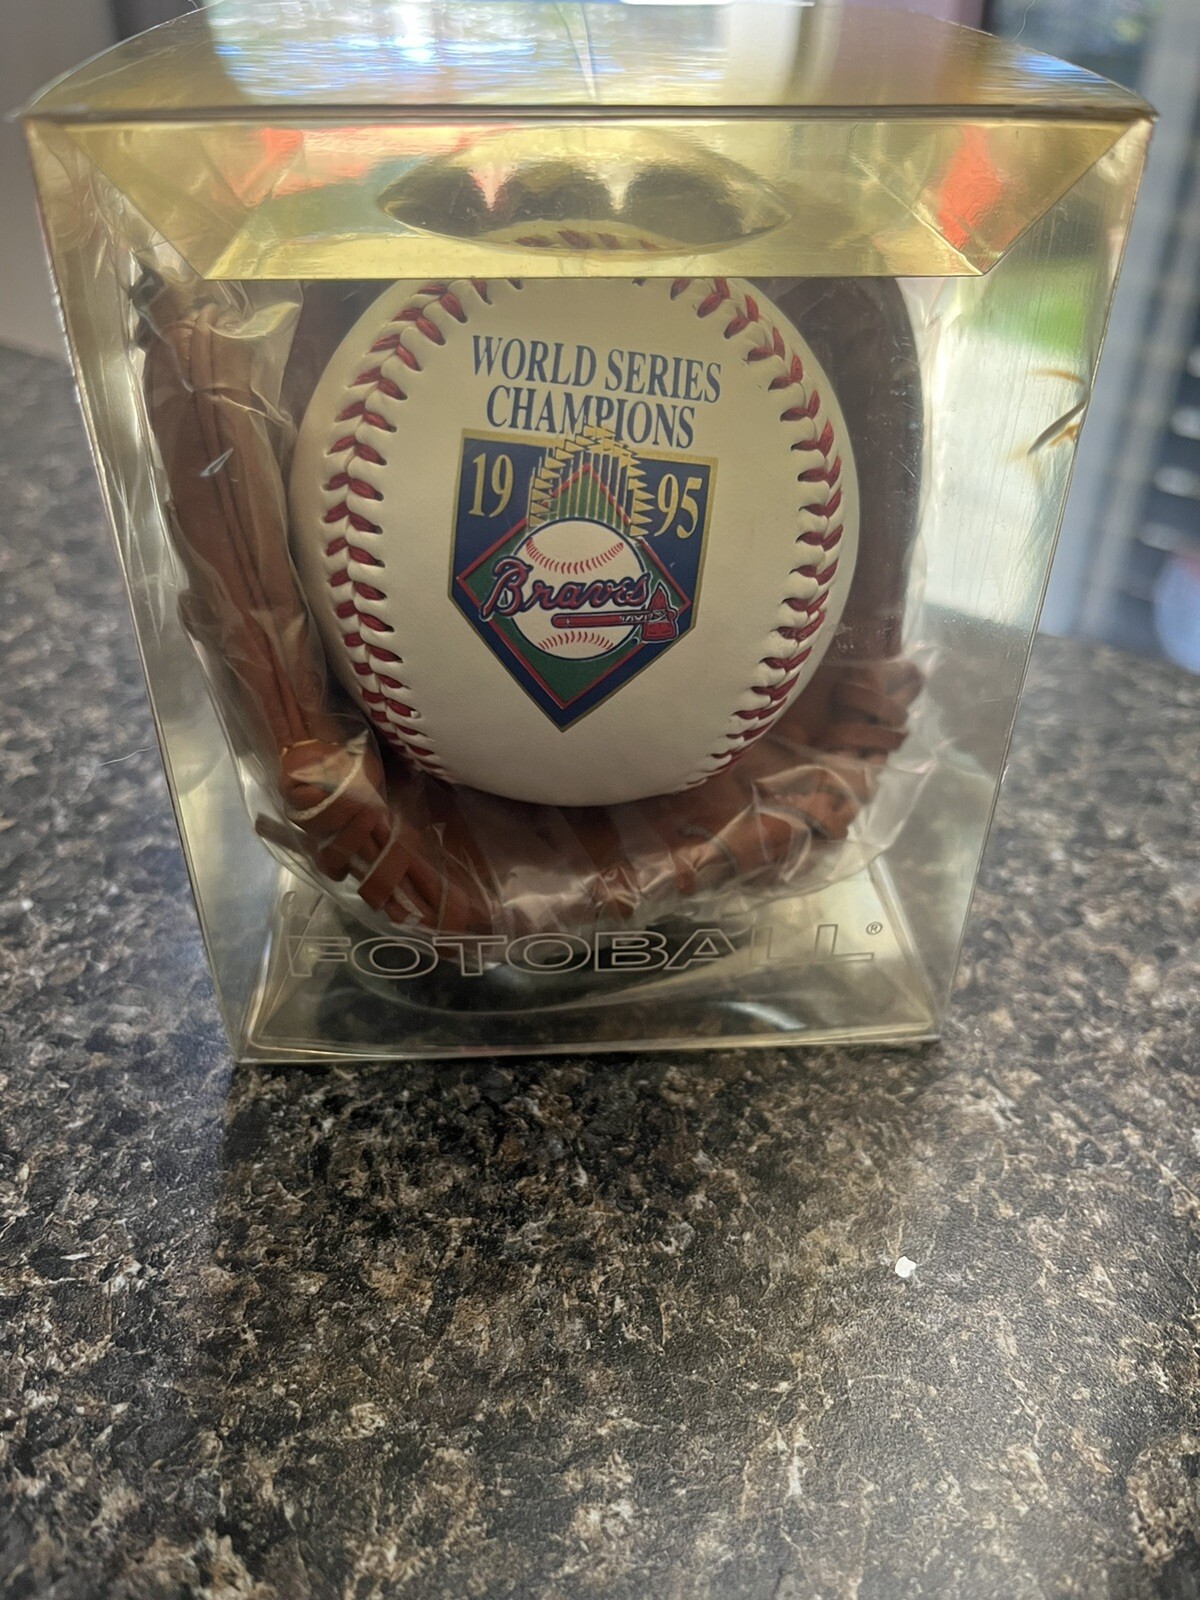 WORLD SERIES
CHAMPIONS
19 95
Braves
FOTOBALL®